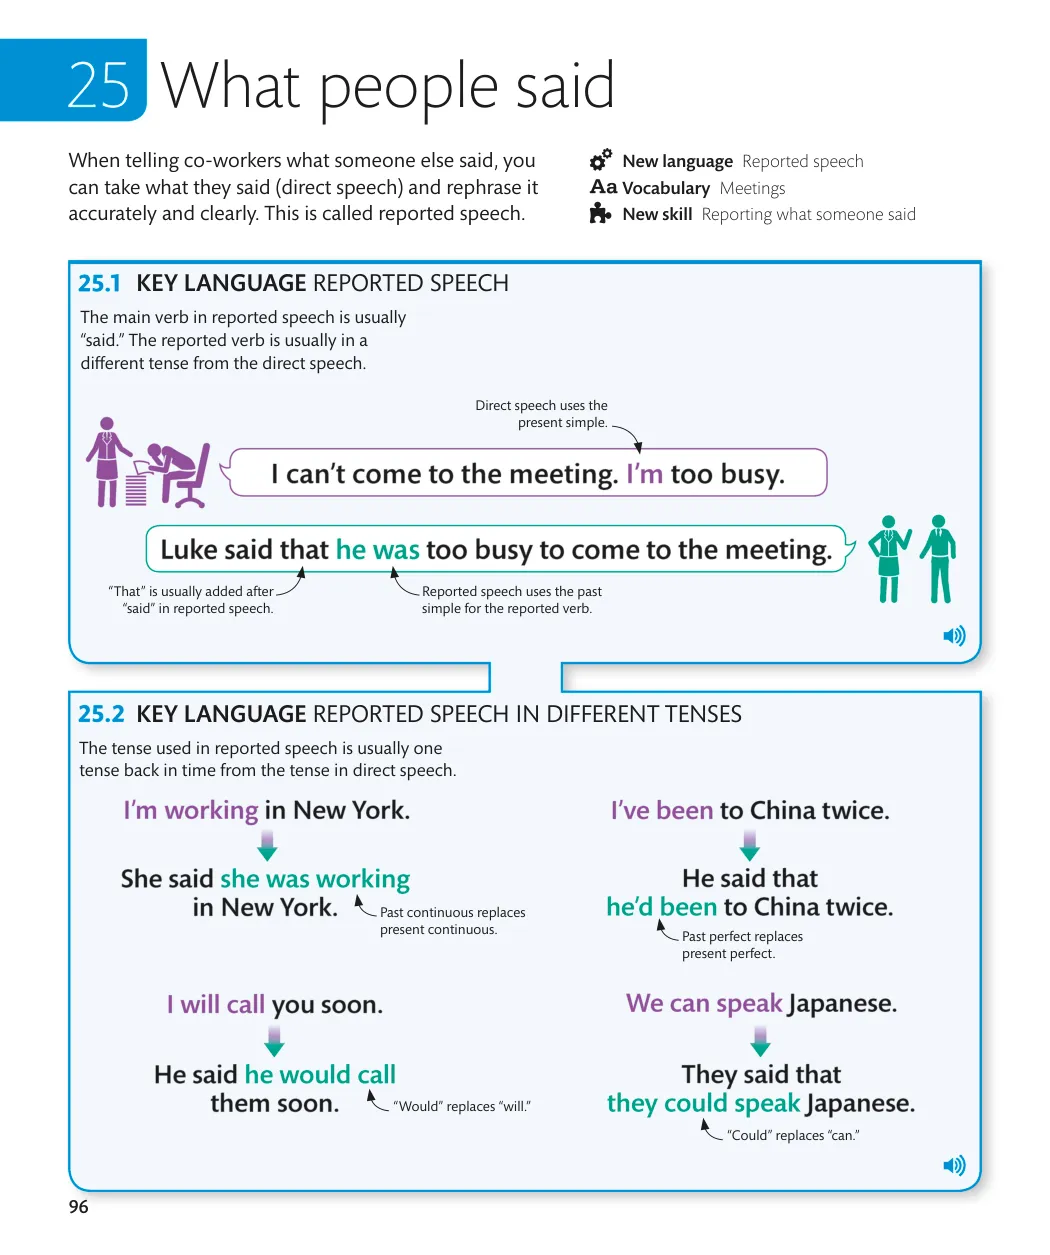 25 What people said
When telling co-workers what someone else said, you
can take what they said (direct speech) and rephrase it
accurately and clearly. This is called reported speech.
New language Reported speech
Aa Vocabulary Meetings
New skill Reporting what someone said
25.1 KEY LANGUAGE REPORTED SPEECH
The main verb in reported speech is usually
“said.” The reported verb is usually in a
different tense from the direct speech.
Direct speech uses the
present simple.
I can’t come to the meeting. I’m too busy.
Luke said that he was too busy to come to the meeting.
“That” is usually added after
“said” in reported speech.
Reported speech uses the past
simple for the reported verb.
25.2 KEY LANGUAGE REPORTED SPEECH IN DIFFERENT TENSES
The tense used in reported speech is usually one
tense back in time from the tense in direct speech.
I’m working in New York.
She said she was working
in New York.
Past continuous replaces
present continuous.
I’ve been to China twice.
He said that
he’d been to China twice.
Past perfect replaces
present perfect.
I will call you soon.
He said he would call
them soon.
“Would” replaces “will.”
We can speak Japanese.
They said that
they could speak Japanese.
“Could” replaces “can.”
96